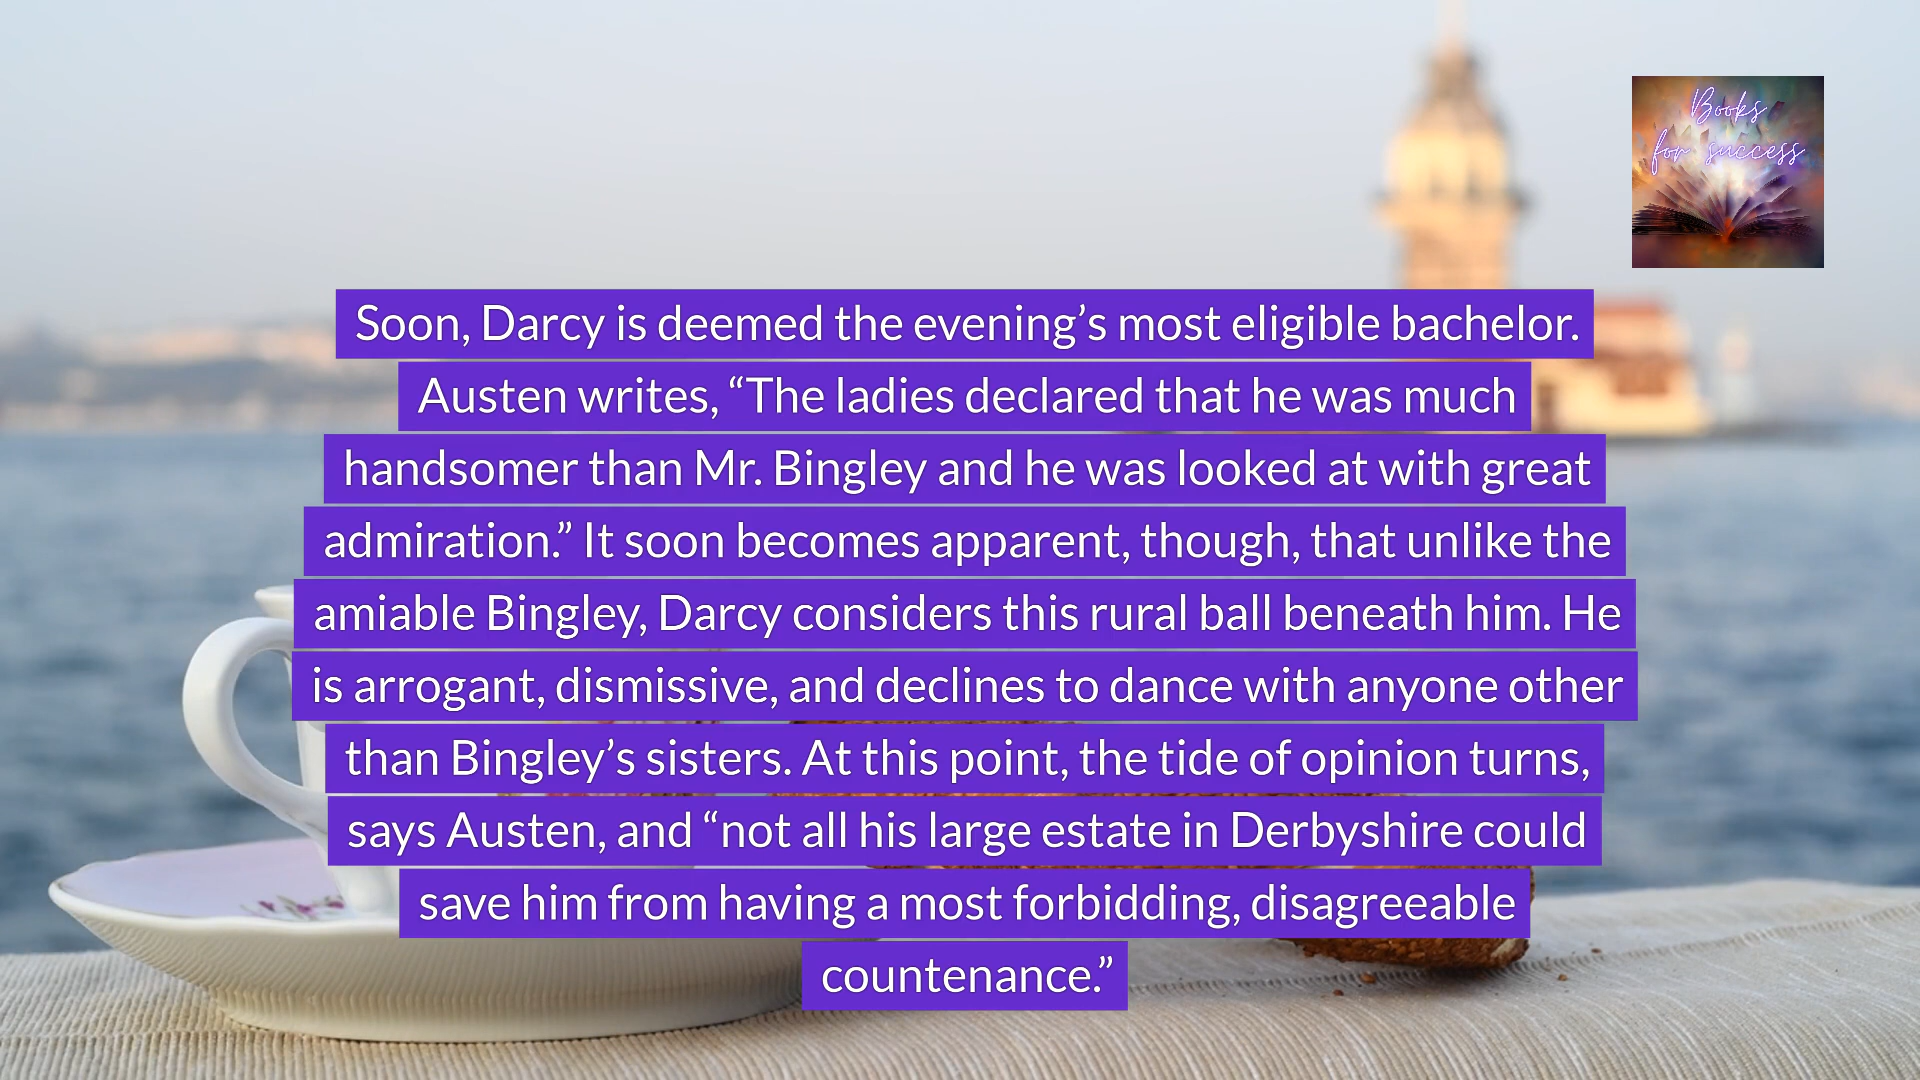 Books
for success
Soon, Darcy is deemed the evening’s most eligible bachelor.
Austen writes, “The ladies declared that he was much
handsomer than Mr. Bingley and he was looked at with great
admiration.” It soon becomes apparent, though, that unlike the
amiable Bingley, Darcy considers this rural ball beneath him. He
is arrogant, dismissive, and declines to dance with anyone other
than Bingley’s sisters. At this point, the tide of opinion turns,
says Austen, and “not all his large estate in Derbyshire could
save him from having a most forbidding, disagreeable
countenance.”